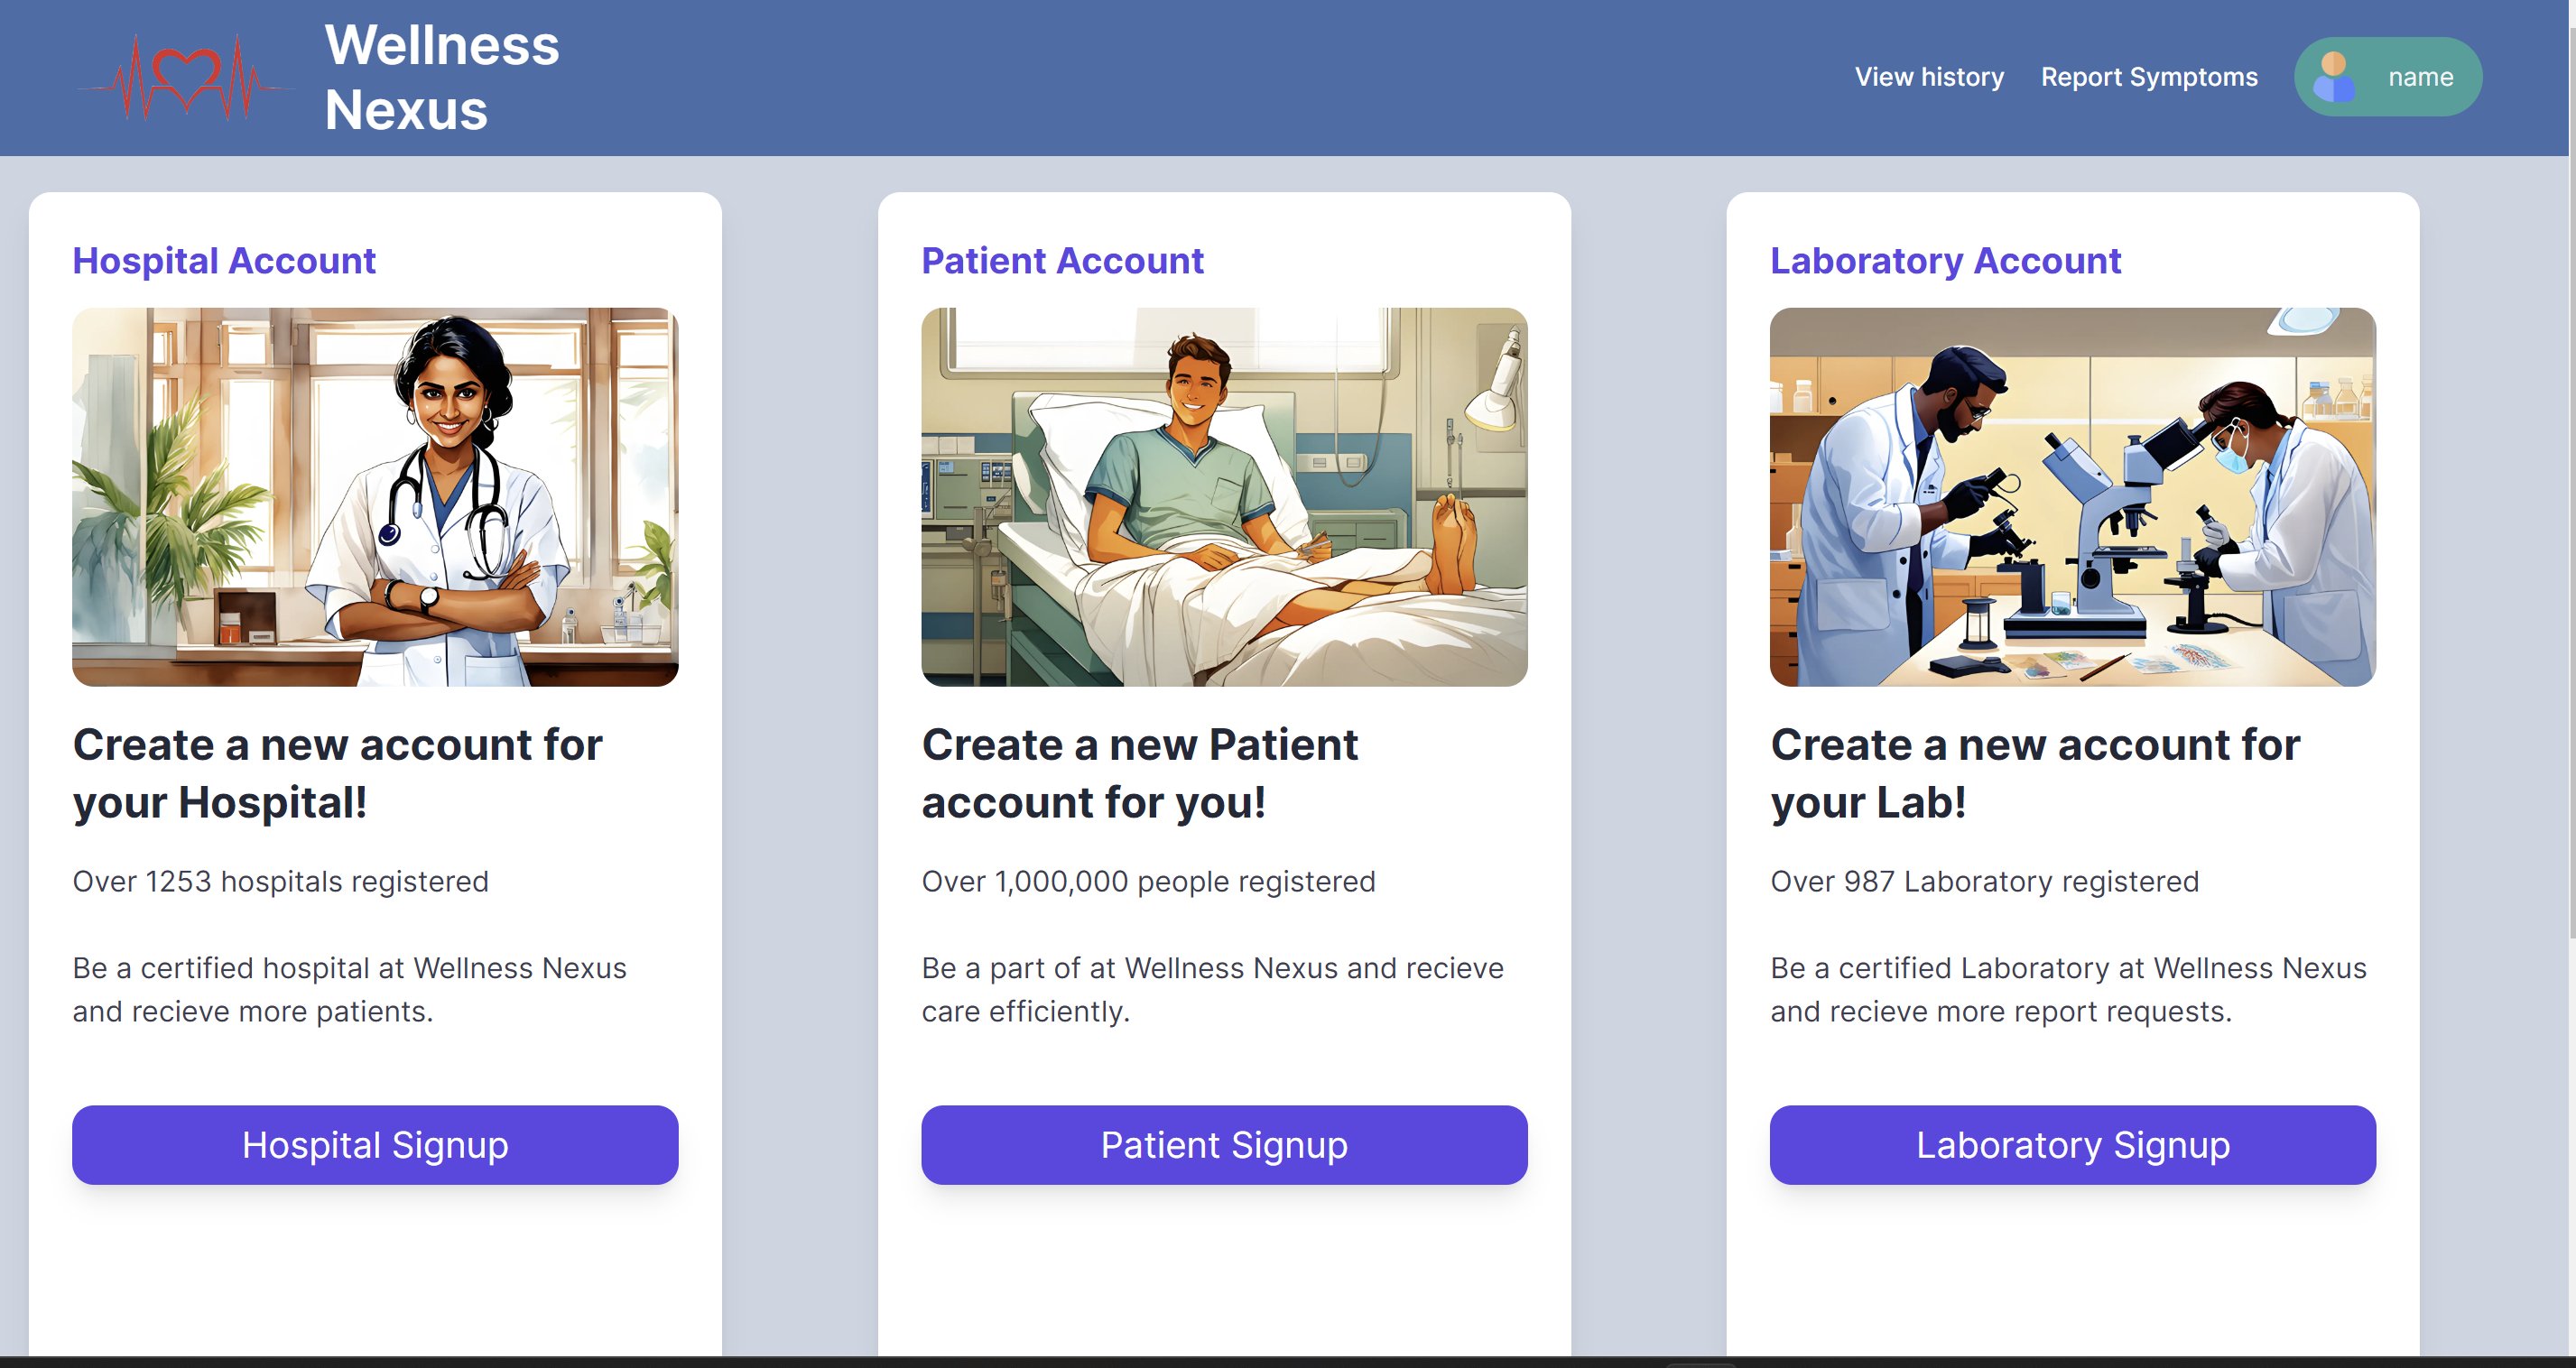 Wellness
Nexus
View history
Report Symptoms
name
Hospital Account
Create a new account for
your Hospital!
Over 1253 hospitals registered
Be a certified hospital at Wellness Nexus
and recieve more patients.
Hospital Signup
Patient Account
Create a new Patient
account for you!
Over 1,000,000 people registered
Be a part of at Wellness Nexus and recieve
care efficiently.
Patient Signup
Laboratory Account
Create a new account for
your Lab!
Over 987 Laboratory registered
Be a certified Laboratory at Wellness Nexus
and recieve more report requests.
Laboratory Signup